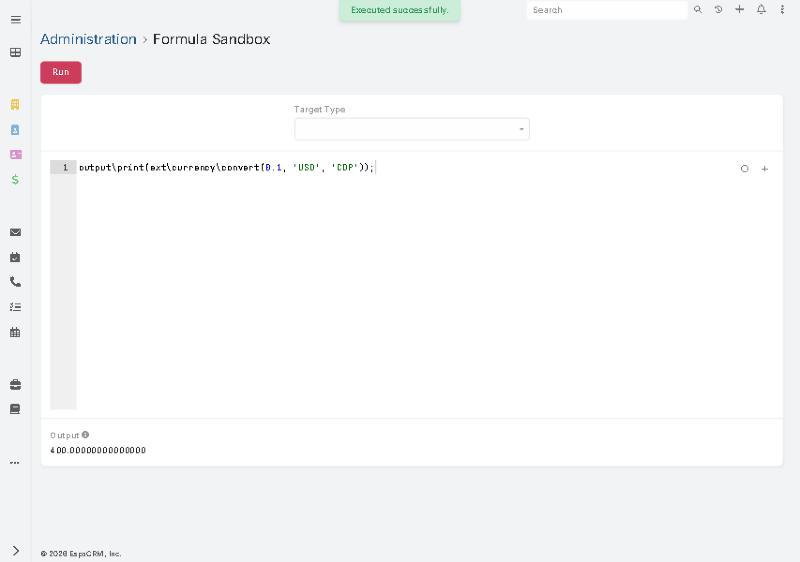 Executed successfully.
Search
Administration › Formula Sandbox
Run
Target Type
1 output\print(ext\currency\convert(0.1, 'USD', 'COP'));
Output
400.00000000000000
© 2026 EspoCRM, Inc.